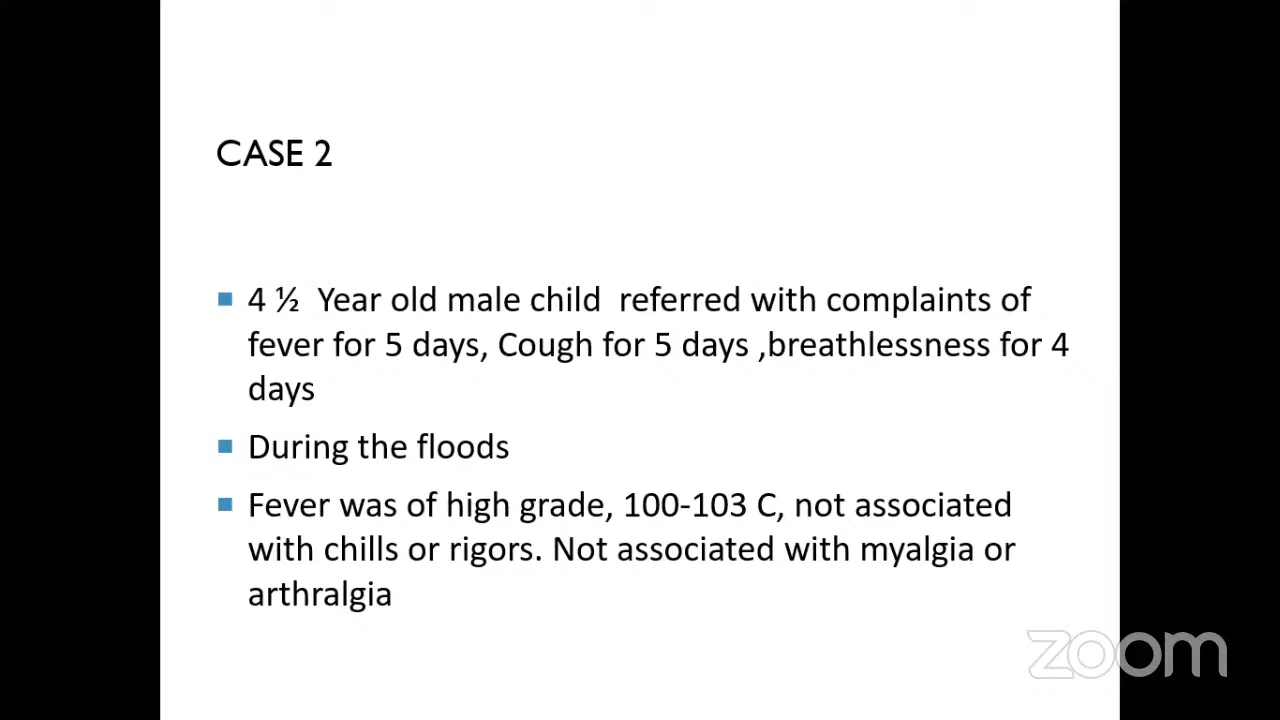 CASE 2
4 ½ Year old male child referred with complaints of
fever for 5 days, Cough for 5 days ,breathlessness for 4
days
During the floods
Fever was of high grade, 100-103 C, not associated
with chills or rigors. Not associated with myalgia or
arthralgia
zoom